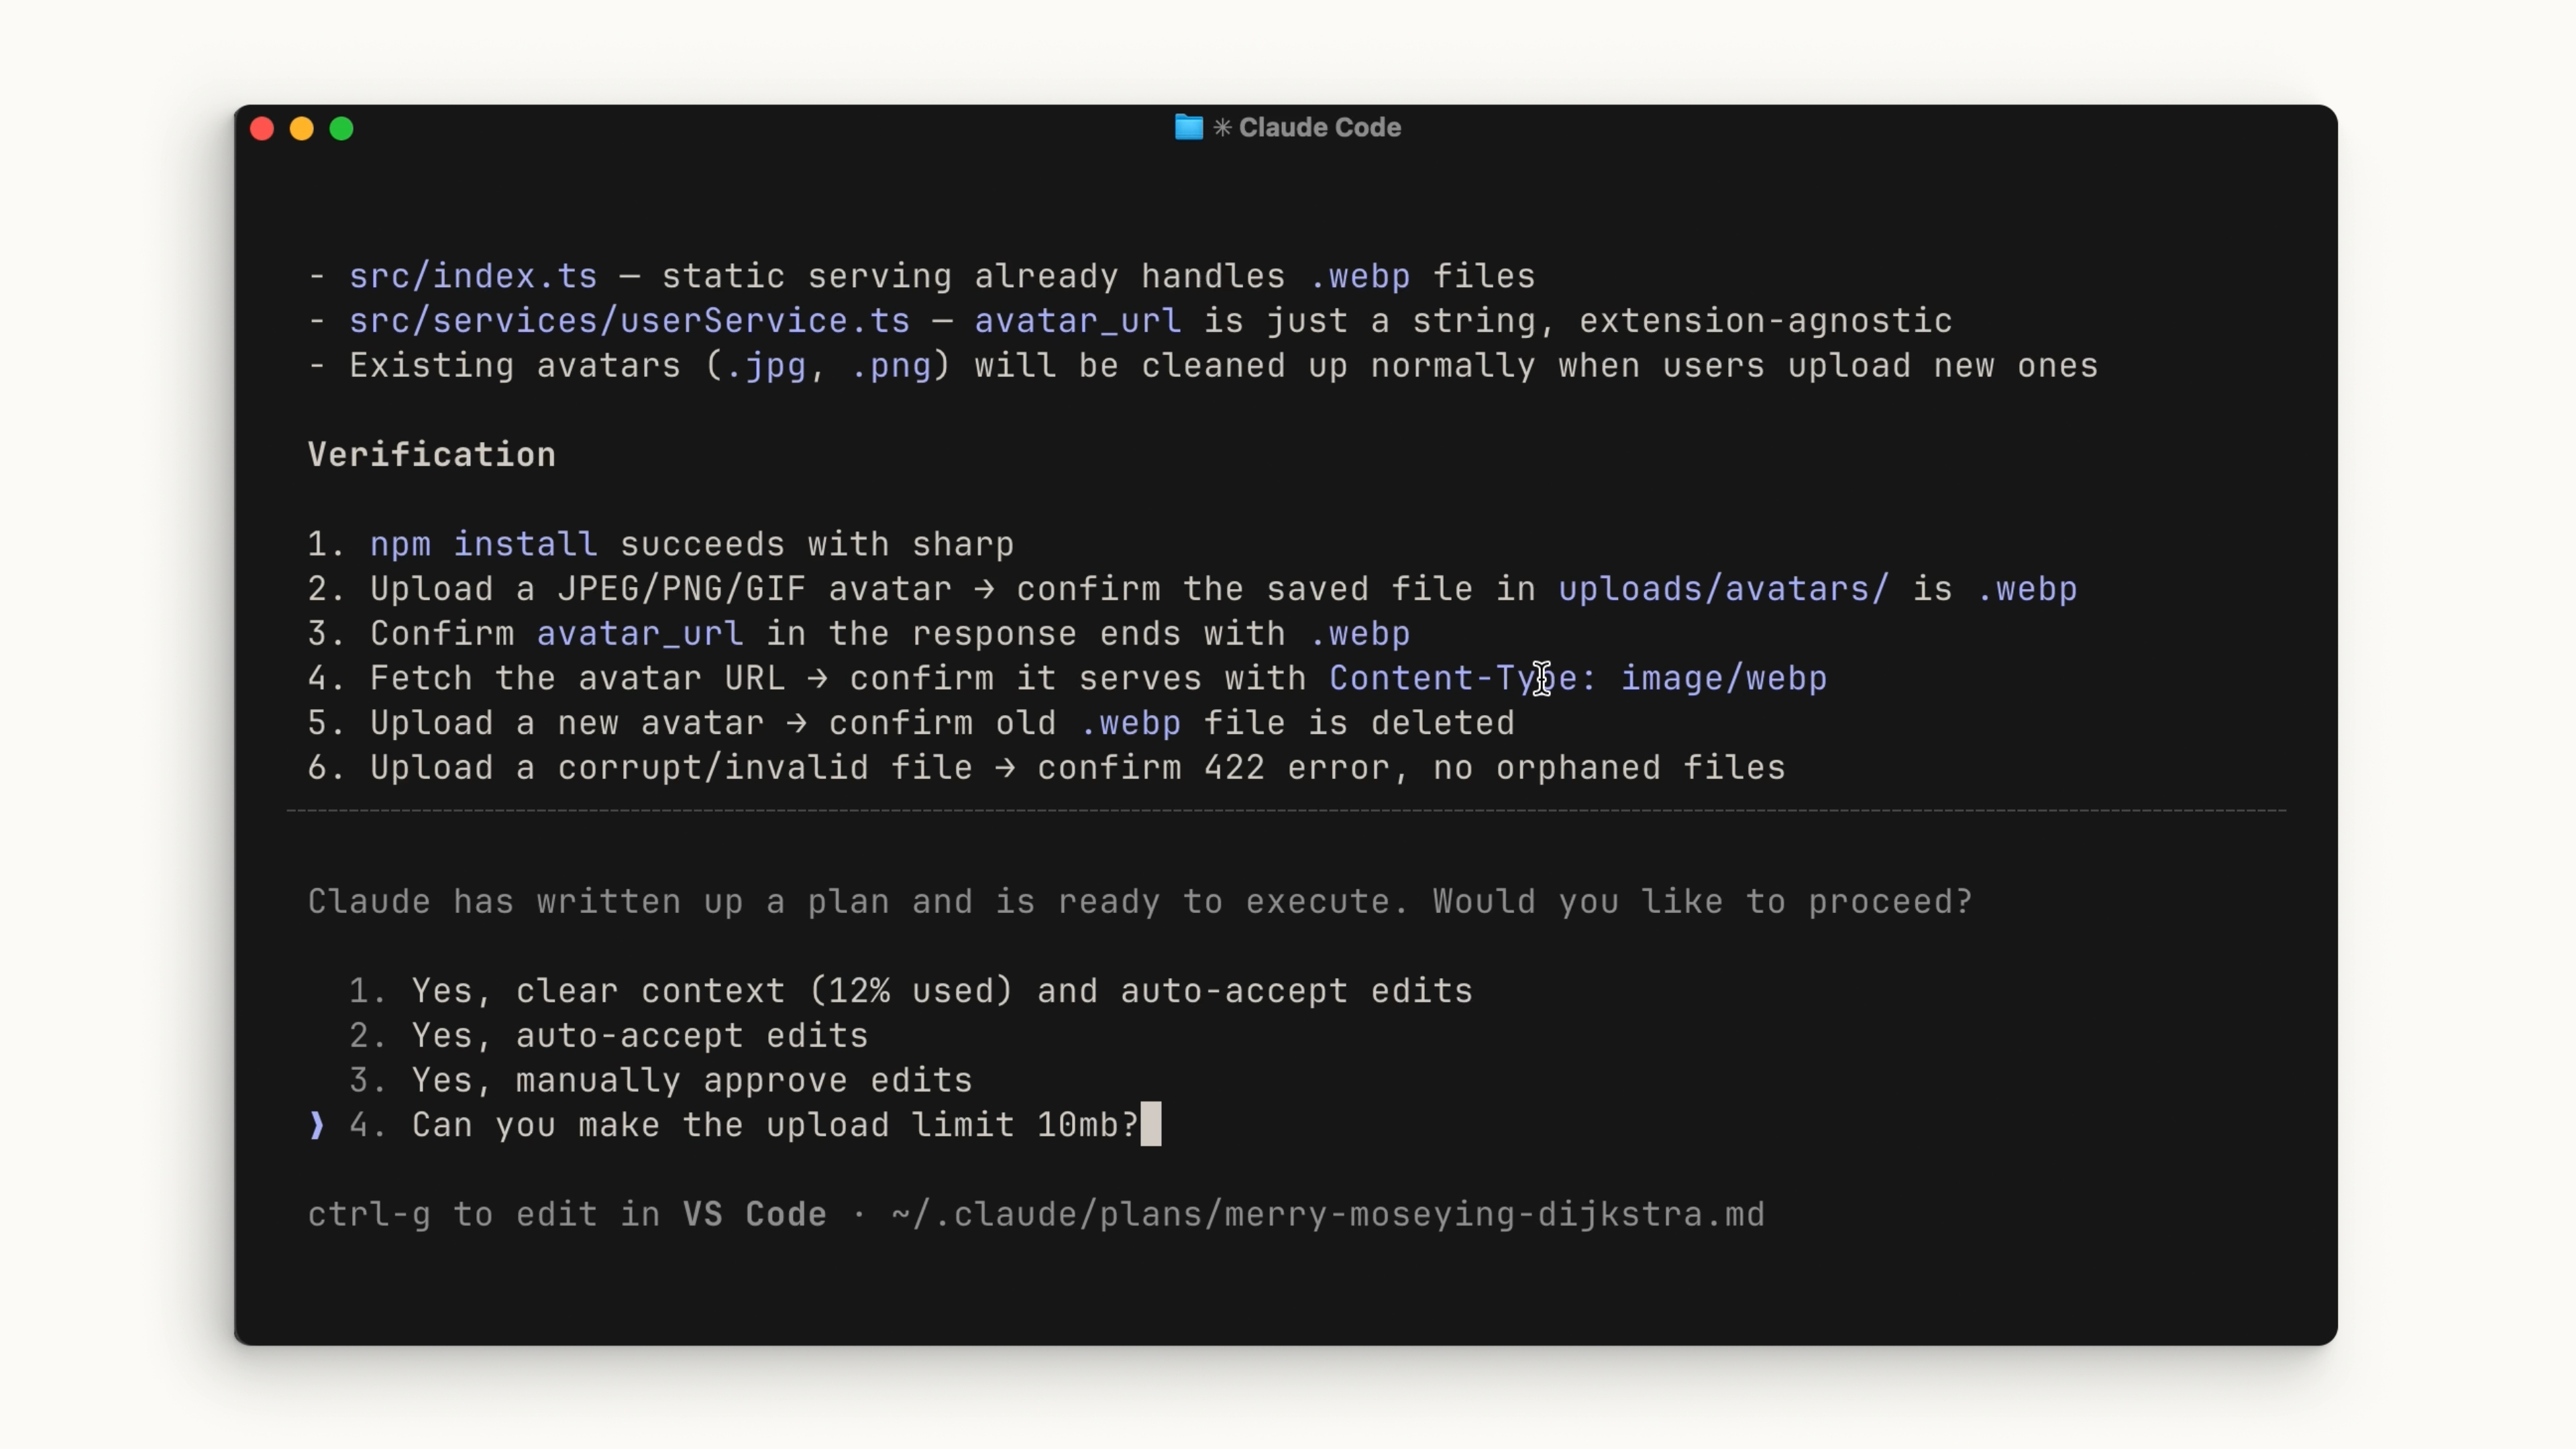 ✳ Claude Code
- src/index.ts — static serving already handles .webp files
- src/services/userService.ts — avatar_url is just a string, extension-agnostic
- Existing avatars (.jpg, .png) will be cleaned up normally when users upload new ones
Verification
1. npm install succeeds with sharp
2. Upload a JPEG/PNG/GIF avatar → confirm the saved file in uploads/avatars/ is .webp
3. Confirm avatar_url in the response ends with .webp
4. Fetch the avatar URL → confirm it serves with Content-Type: image/webp
5. Upload a new avatar → confirm old .webp file is deleted
6. Upload a corrupt/invalid file → confirm 422 error, no orphaned files
Claude has written up a plan and is ready to execute. Would you like to proceed?
1. Yes, clear context (12% used) and auto-accept edits
2. Yes, auto-accept edits
3. Yes, manually approve edits
❯ 4. Can you make the upload limit 10mb?
ctrl-g to edit in VS Code · ~/.claude/plans/merry-moseying-dijkstra.md